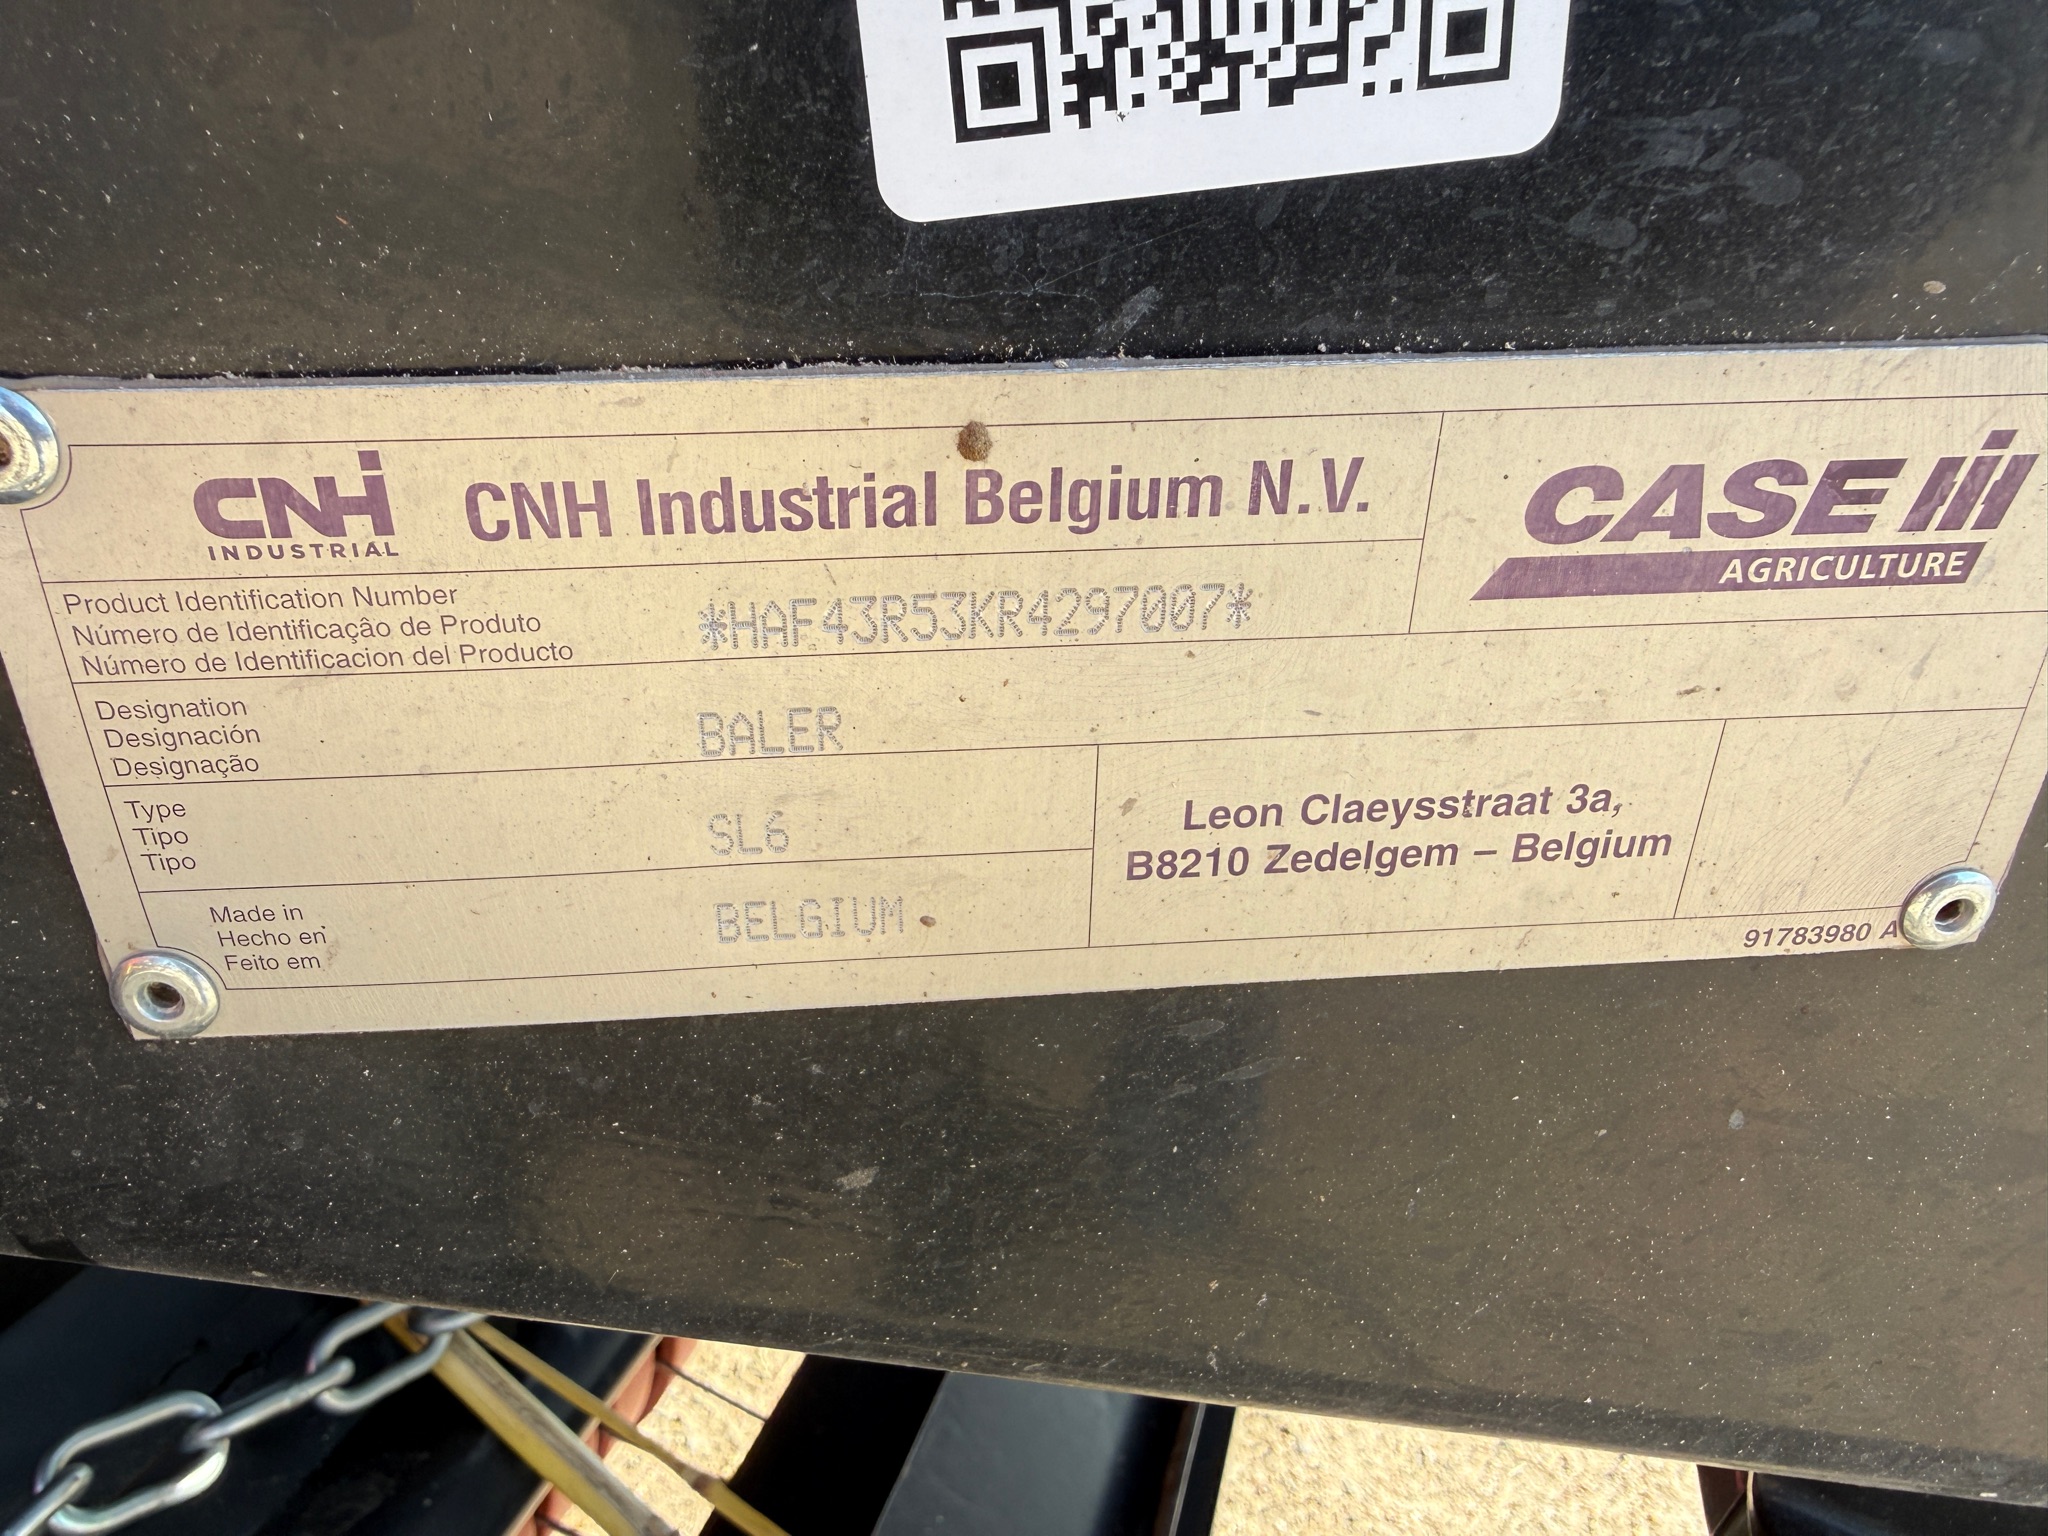 CNH INDUSTRIAL
CNH Industrial Belgium N.V.
CASE IH
AGRICULTURE
Product Identification Number
Número de Identificação de Produto
Número de Identificacion del Producto
*HAF43R53KR4297007*
Designation
Designación
Designação
BALER
Type
Tipo
Tipo
SL6
Leon Claeysstraat 3a,
B8210 Zedelgem – Belgium
Made in
Hecho en
Feito em
BELGIUM
91783980 A